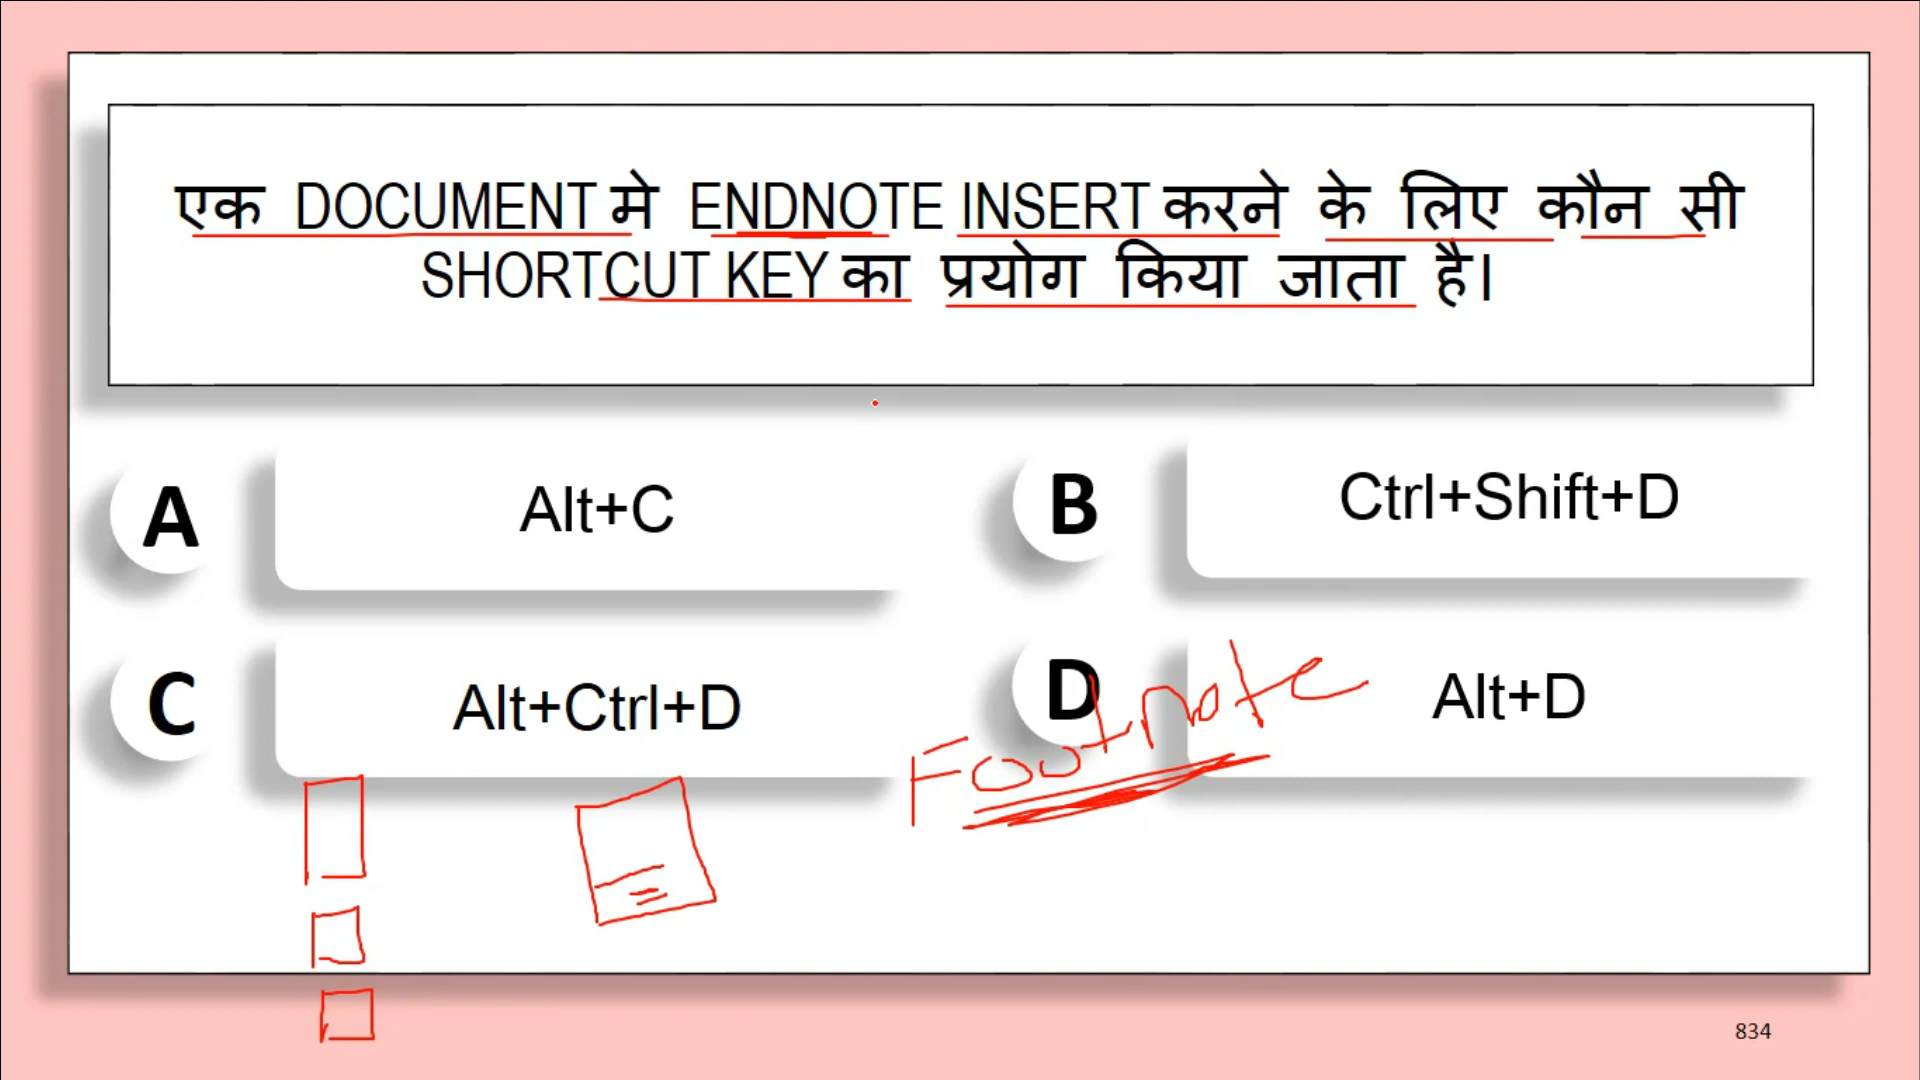 एक DOCUMENT मे ENDNOTE INSERT करने के लिए कौन सी
SHORTCUT KEY का प्रयोग किया जाता है।
A Alt+C
B Ctrl+Shift+D
C Alt+Ctrl+D
D Alt+D
Footnote
834